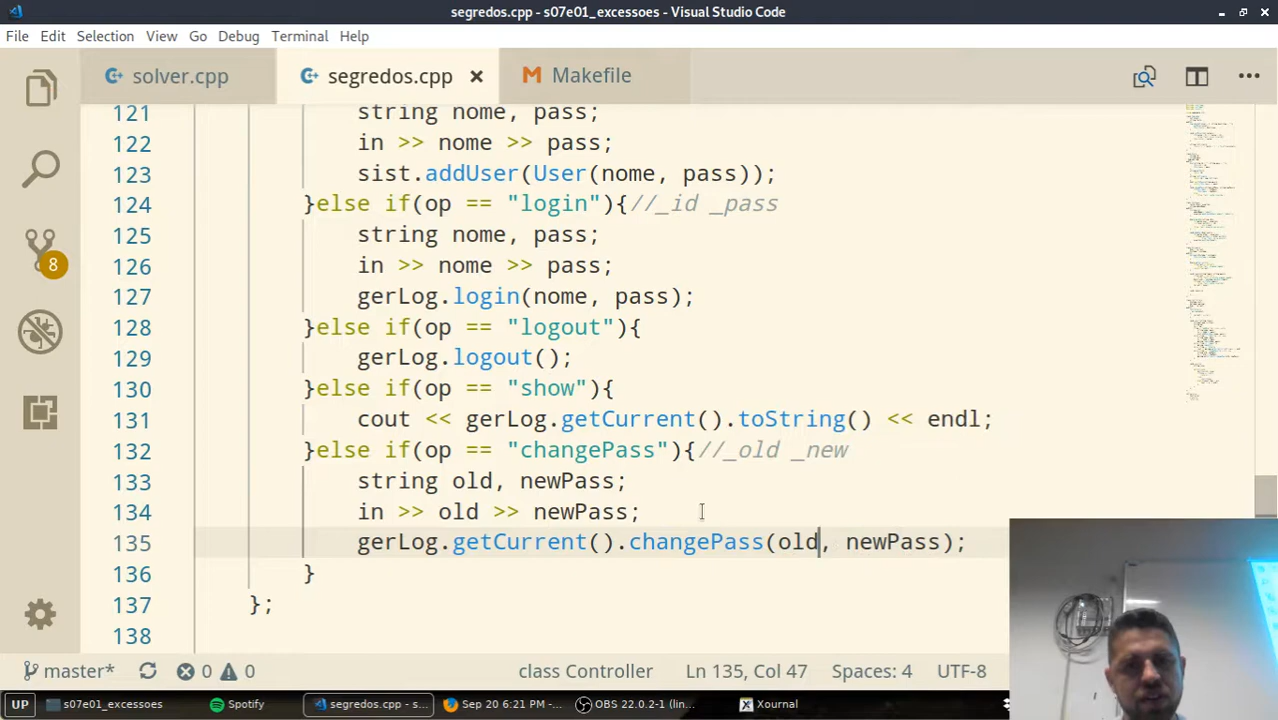 segredos.cpp - s07e01_excessoes - Visual Studio Code
File Edit Selection View Go Debug Terminal Help
solver.cpp segredos.cpp Makefile
121 string nome, pass;
122 in >> nome >> pass;
123 sist.addUser(User(nome, pass));
124 }else if(op == "login"){//_id _pass
125 string nome, pass;
126 in >> nome >> pass;
127 gerLog.login(nome, pass);
128 }else if(op == "logout"){
129 gerLog.logout();
130 }else if(op == "show"){
131 cout << gerLog.getCurrent().toString() << endl;
132 }else if(op == "changePass"){//_old _new
133 string old, newPass;
134 in >> old >> newPass;
135 gerLog.getCurrent().changePass(old, newPass);
136 }
137 };
138
8
master* 0 0 class Controller Ln 135, Col 47 Spaces: 4 UTF-8
UP s07e01_excessoes Spotify segredos.cpp - s... Sep 20 6:21 PM -... OBS 22.0.2-1 (lin... Xournal